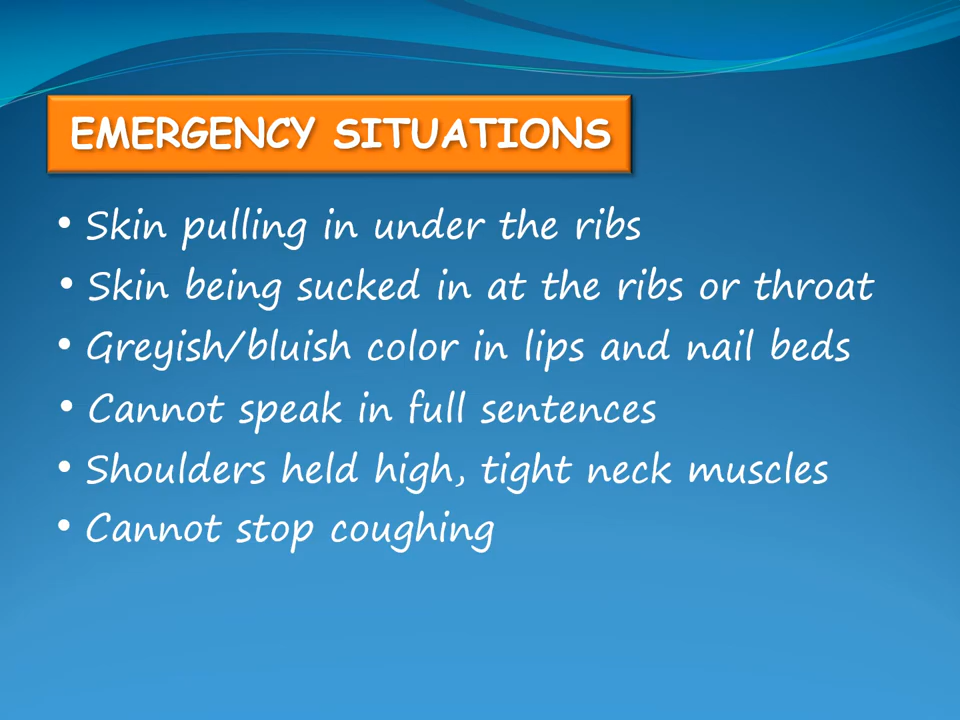 EMERGENCY SITUATIONS
• Skin pulling in under the ribs
• Skin being sucked in at the ribs or throat
• Greyish/bluish color in lips and nail beds
• Cannot speak in full sentences
• Shoulders held high, tight neck muscles
• Cannot stop coughing